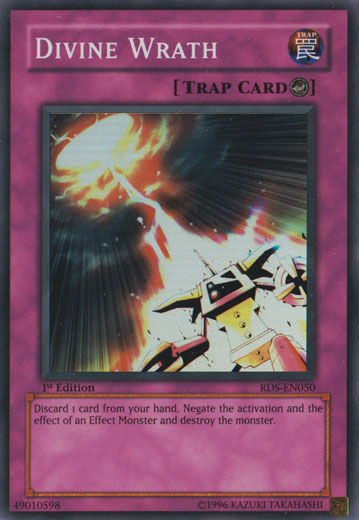 DIVINE WRATH
TRAP
罠
[TRAP CARD]
1st Edition
RDS-EN050
Discard 1 card from your hand. Negate the activation and the
effect of an Effect Monster and destroy the monster.
49010598
©1996 KAZUKI TAKAHASHI